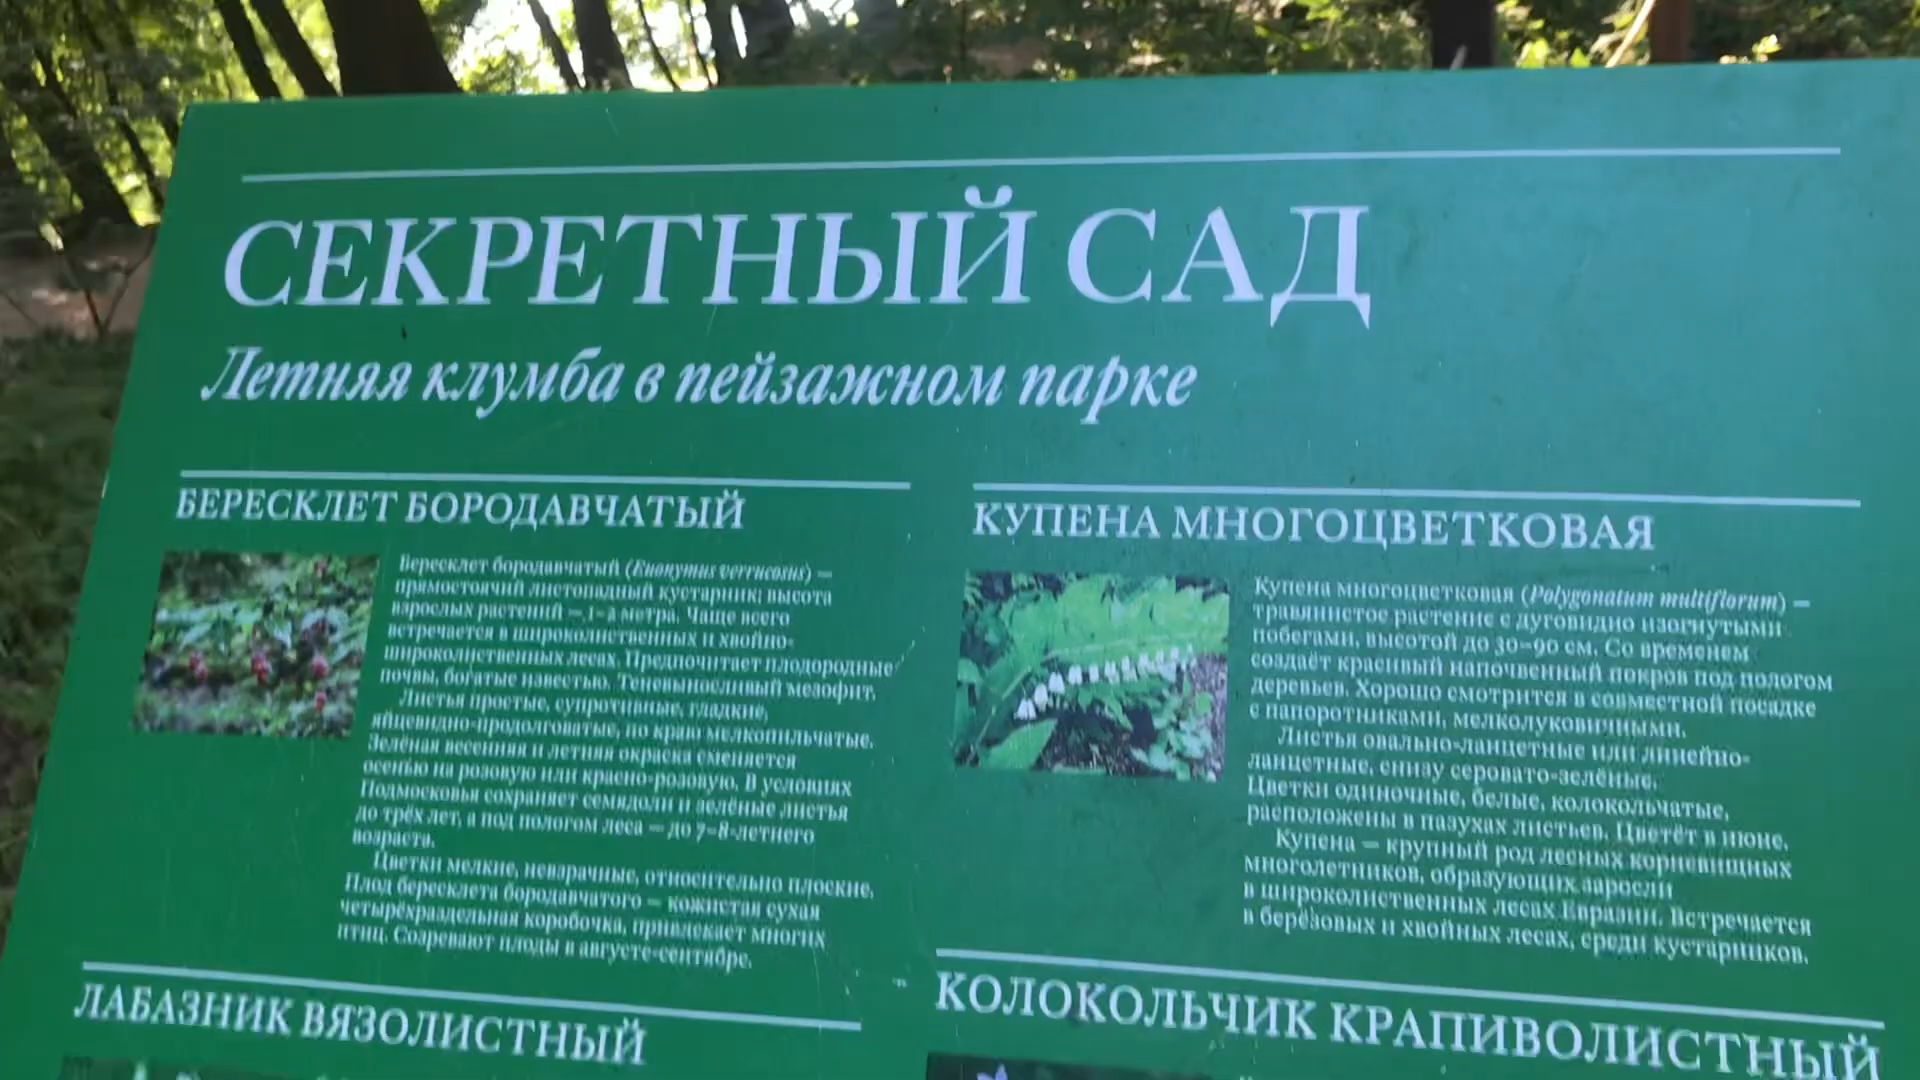 СЕКРЕТНЫЙ САД
Летняя клумба в пейзажном парке
БЕРЕСКЛЕТ БОРОДАВЧАТЫЙ
Бересклет бородавчатый (Euonymus verrucosus) —
прямостоячий листопадный кустарник; высота
взрослых растений — 1-2 метра. Чаще всего
встречается в широколиственных и хвойно-
широколиственных лесах. Предпочитает плодородные
почвы, богатые известью. Теневыносливый мезофит.
Листья простые, супротивные, гладкие,
яйцевидно-продолговатые, по краю мелкопильчатые.
Зелёная весенняя и летняя окраска сменяется
осенью на розовую или красно-розовую. В условиях
Подмосковья сохраняет семядоли и зелёные листья
до трёх лет, а под пологом леса — до 7-8-летнего
возраста.
Цветки мелкие, невзрачные, относительно плоские.
Плод бересклета бородавчатого — кожистая сухая
четырёхраздельная коробочка, привлекает многих
птиц. Созревают плоды в августе-сентябре.
КУПЕНА МНОГОЦВЕТКОВАЯ
Купена многоцветковая (Polygonatum multiflorum) —
травянистое растение с дуговидно изогнутыми
побегами, высотой до 30-90 см. Со временем
создаёт красивый напочвенный покров под пологом
деревьев. Хорошо смотрится в совместной посадке
с папоротниками, мелколуковичными.
Листья овально-ланцетные или линейно-
ланцетные, снизу серовато-зелёные.
Цветки одиночные, белые, колокольчатые,
расположены в пазухах листьев. Цветёт в июне.
Купена — крупный род лесных корневищных
многолетников, образующих заросли
в широколиственных лесах Евразии. Встречается
в берёзовых и хвойных лесах, среди кустарников.
ЛАБАЗНИК ВЯЗОЛИСТНЫЙ
КОЛОКОЛЬЧИК КРАПИВОЛИСТНЫЙ